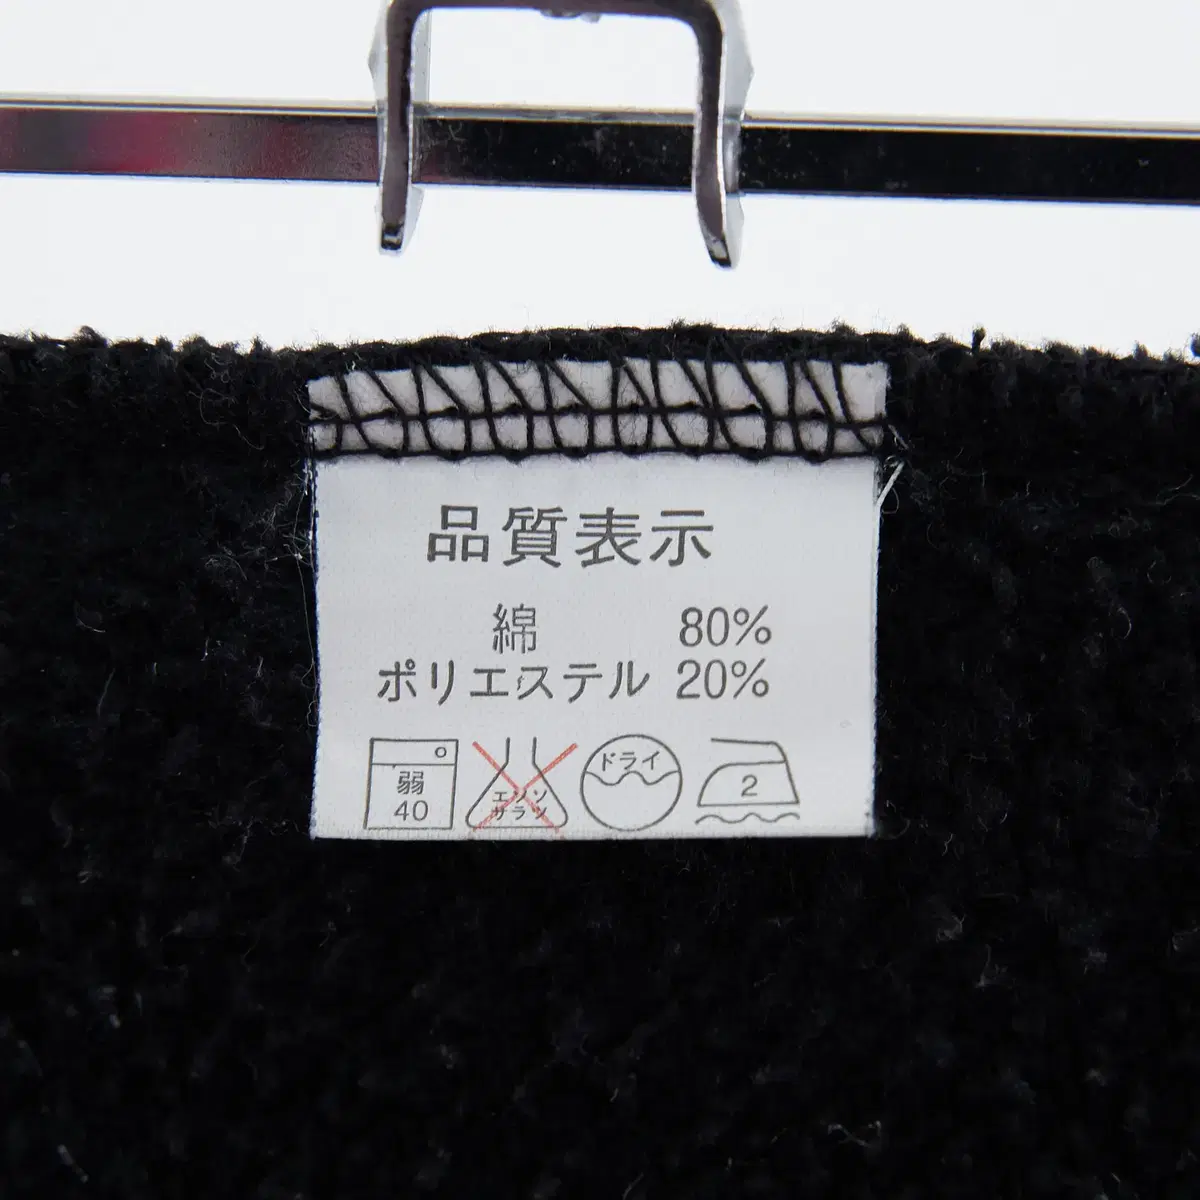 品質表示
綿 80%
ポリエステル 20%
弱
40
エンソ
サラシ
ドライ
2